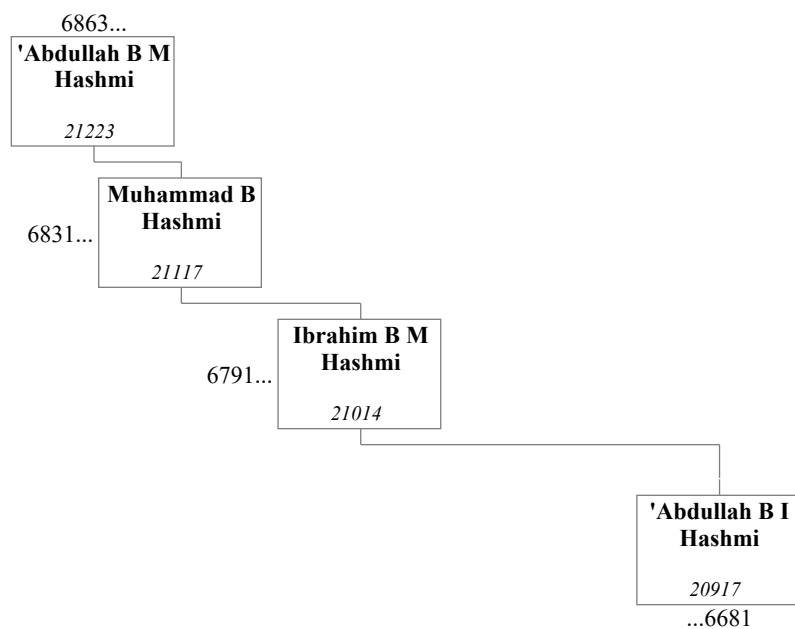 6863...
'Abdullah B M
Hashmi
21223
Muhammad B
Hashmi
6831...
21117
Ibrahim B M
Hashmi
6791...
21014
'Abdullah B I
Hashmi
20917
...6681